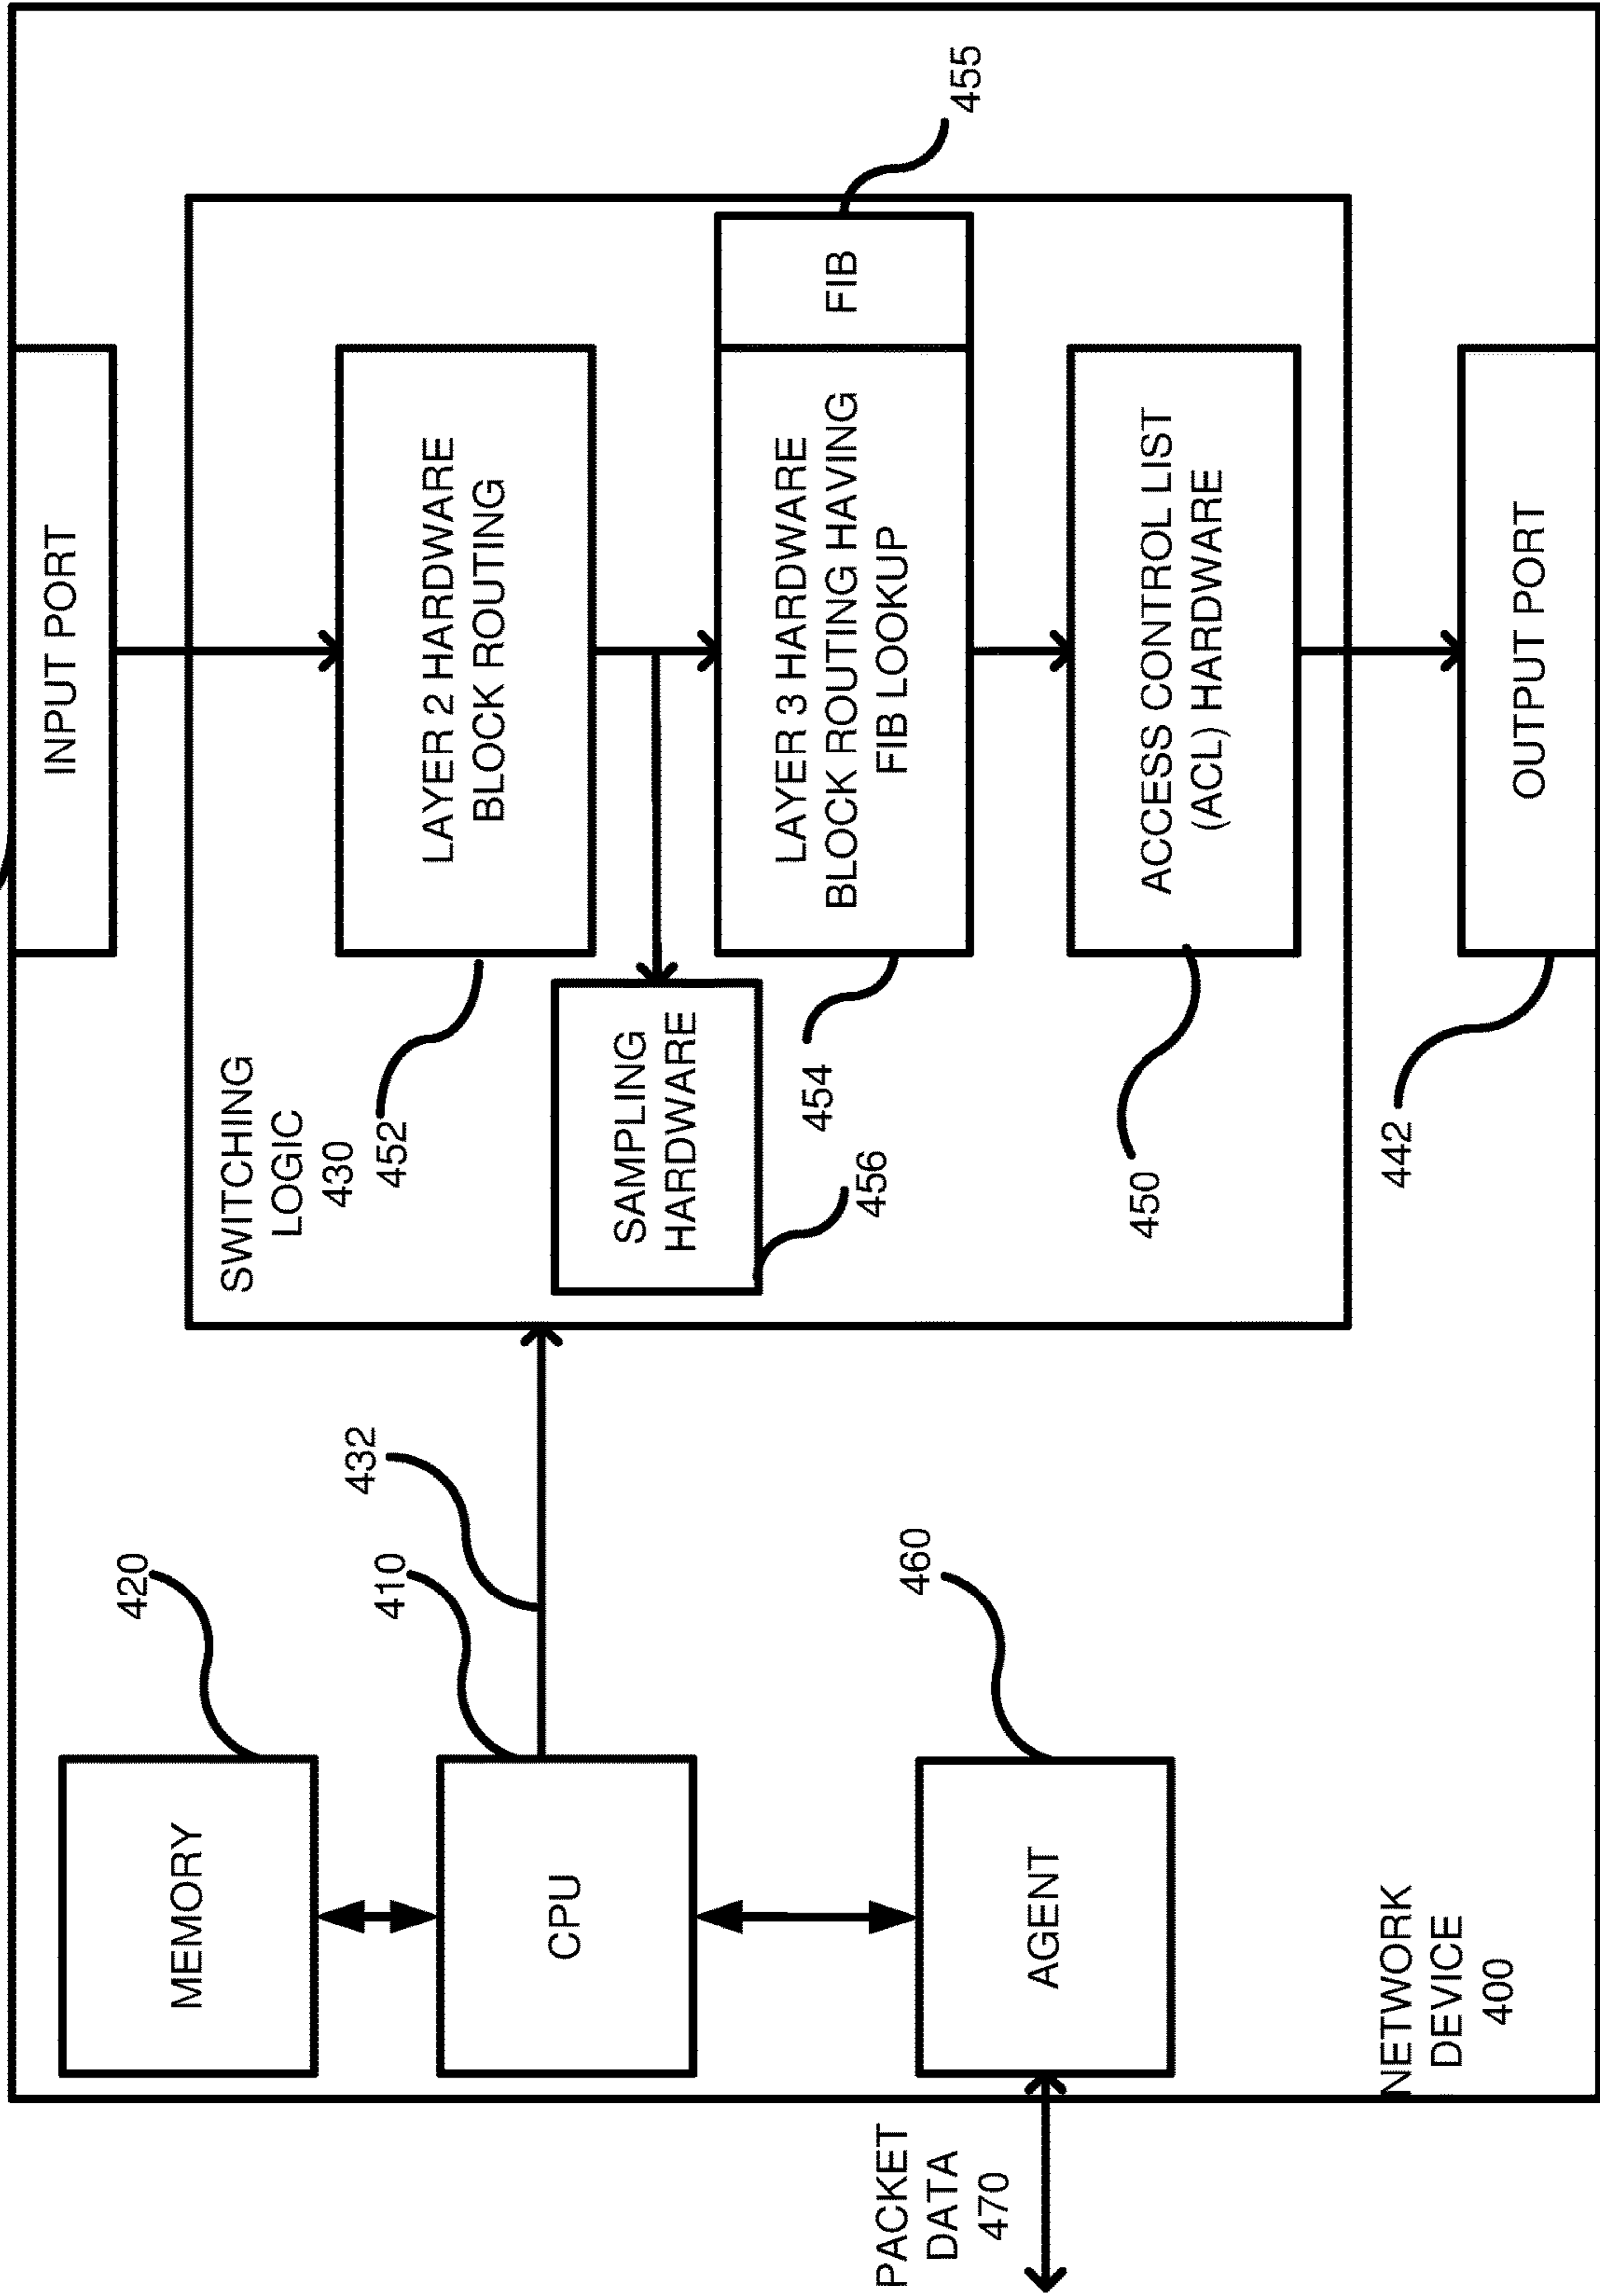 INPUT PORT
SWITCHING
LOGIC
430
452
LAYER 2 HARDWARE
BLOCK ROUTING
SAMPLING
HARDWARE
456
LAYER 3 HARDWARE
BLOCK ROUTING HAVING
FIB LOOKUP
454
FIB
455
ACCESS CONTROL LIST
(ACL) HARDWARE
450
OUTPUT PORT
442
MEMORY
420
CPU
410
432
AGENT
460
NETWORK
DEVICE
400
PACKET
DATA
470